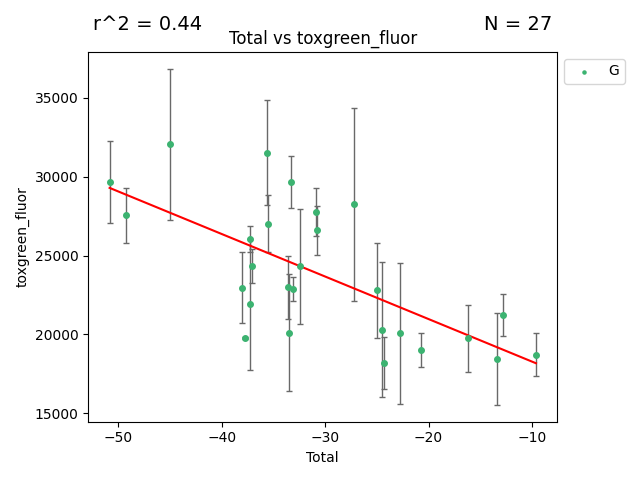 r^2 = 0.44
N = 27
Total vs toxgreen_fluor
G
35000
30000
25000
20000
15000
toxgreen_fluor
−50
−40
−30
−20
−10
Total